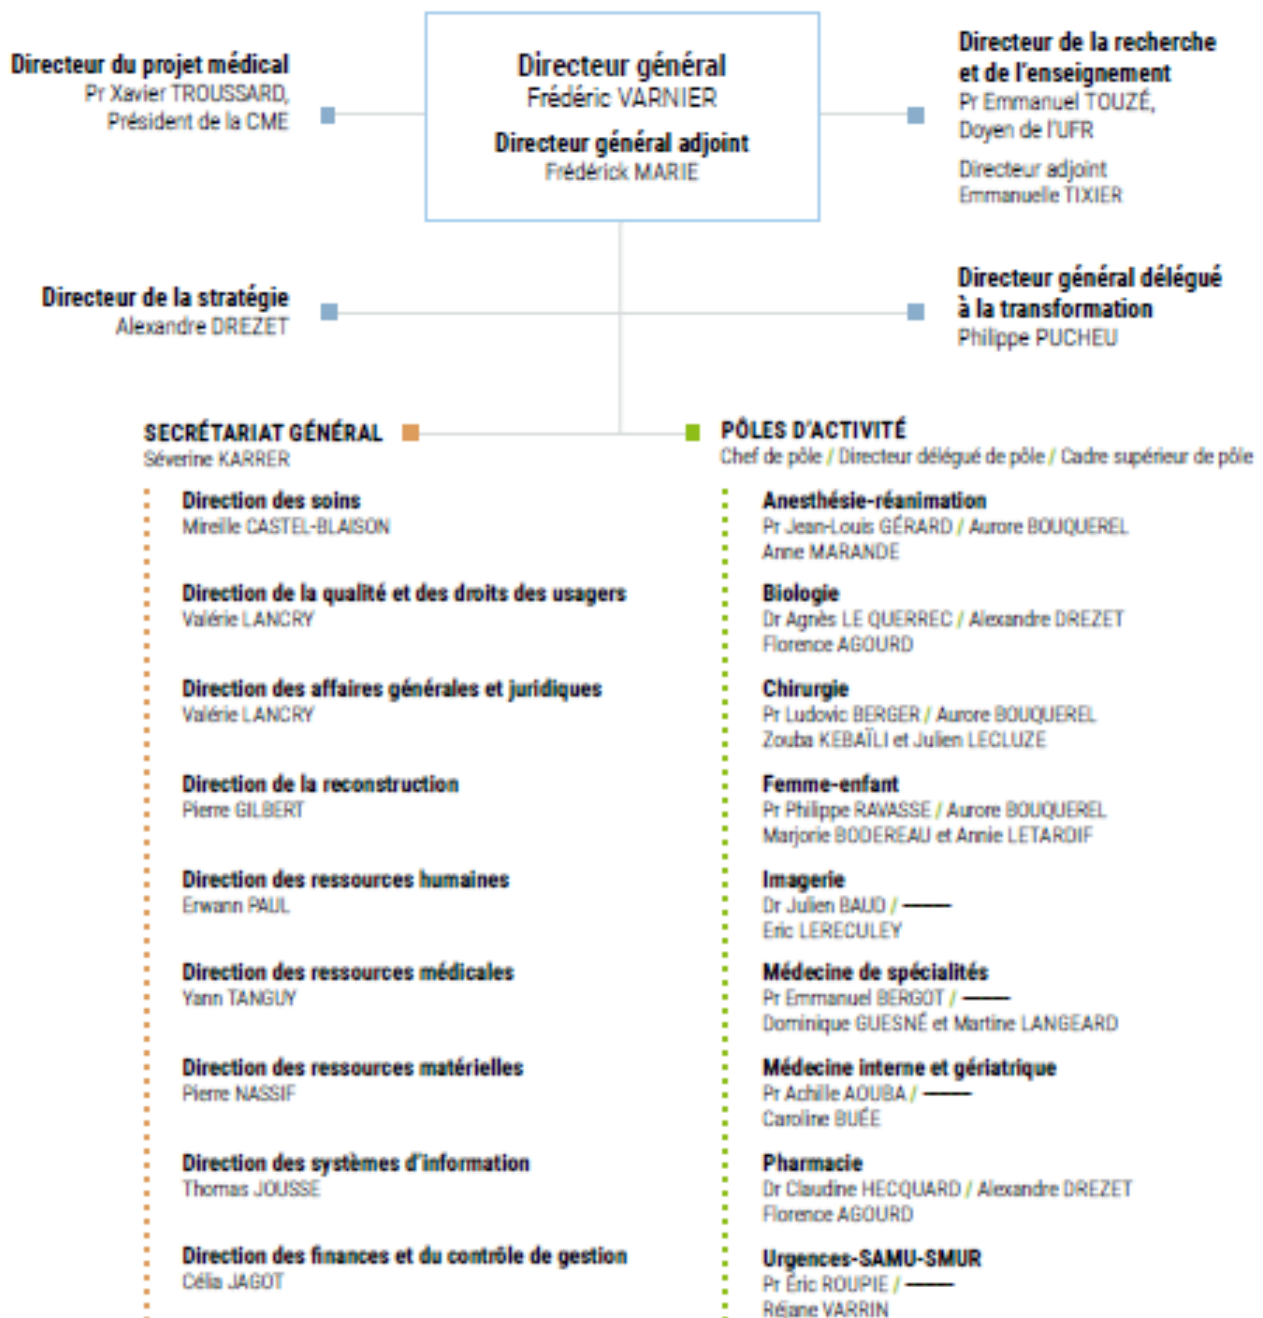 Directeur du projet médical
Pr Xavier TROUSSARD,
Président de la CME
Directeur général
Frédéric VARNIER
Directeur général adjoint
Frédérick MARIE
Directeur de la recherche
et de l'enseignement
Pr Emmanuel TOUZÉ,
Doyen de l'UFR
Directeur adjoint
Emmanuelle TIXIER
Directeur de la stratégie
Alexandre DREZET
Directeur général délégué
à la transformation
Philippe PUCHEU
SECRÉTARIAT GÉNÉRAL
Séverine KARRER
Direction des soins
Mireille CASTEL-BLAISON
Direction de la qualité et des droits des usagers
Valérie LANCRY
Direction des affaires générales et juridiques
Valérie LANCRY
Direction de la reconstruction
Pierre GILBERT
Direction des ressources humaines
Erwann PAUL
Direction des ressources médicales
Yann TANGUY
Direction des ressources matérielles
Pierre NASSIF
Direction des systèmes d'information
Thomas JOUSSE
Direction des finances et du contrôle de gestion
Célia JAGOT
PÔLES D'ACTIVITÉ
Chef de pôle / Directeur délégué de pôle / Cadre supérieur de pôle
Anesthésie-réanimation
Pr Jean-Louis GÉRARD / Aurore BOUQUEREL
Anne MARANDE
Biologie
Dr Agnès LE QUERREC / Alexandre DREZET
Florence AGOURD
Chirurgie
Pr Ludovic BERGER / Aurore BOUQUEREL
Zouba KEBAÏLI et Julien LECLUZE
Femme-enfant
Pr Philippe RAVASSE / Aurore BOUQUEREL
Marjorie BODEREAU et Annie LETARDIF
Imagerie
Dr Julien BAUD / ———
Eric LERECULEY
Médecine de spécialités
Pr Emmanuel BERGOT / ———
Dominique GUESNÉ et Martine LANGEARD
Médecine interne et gériatrique
Pr Achille AOUBA / ———
Caroline BUÉE
Pharmacie
Dr Claudine HECQUARD / Alexandre DREZET
Florence AGOURD
Urgences-SAMU-SMUR
Pr Éric ROUPIE / ———
Réjane VARRIN